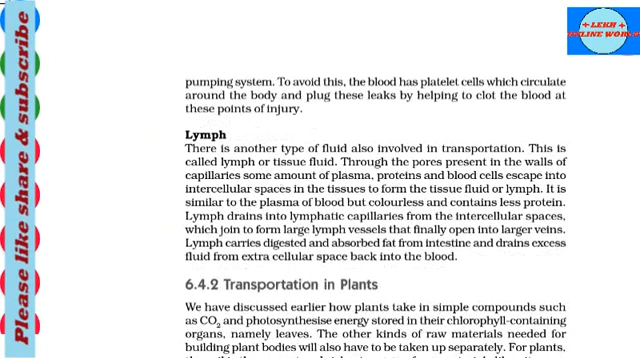 Please like share & subscribe
LEKH
ONLINE WORLD
pumping system. To avoid this, the blood has platelet cells which circulate
around the body and plug these leaks by helping to clot the blood at
these points of injury.
Lymph
There is another type of fluid also involved in transportation. This is
called lymph or tissue fluid. Through the pores present in the walls of
capillaries some amount of plasma, proteins and blood cells escape into
intercellular spaces in the tissues to form the tissue fluid or lymph. It is
similar to the plasma of blood but colourless and contains less protein.
Lymph drains into lymphatic capillaries from the intercellular spaces,
which join to form large lymph vessels that finally open into larger veins.
Lymph carries digested and absorbed fat from intestine and drains excess
fluid from extra cellular space back into the blood.
6.4.2 Transportation in Plants
We have discussed earlier how plants take in simple compounds such
as CO₂ and photosynthesise energy stored in their chlorophyll-containing
organs, namely leaves. The other kinds of raw materials needed for
building plant bodies will also have to be taken up separately. For plants,